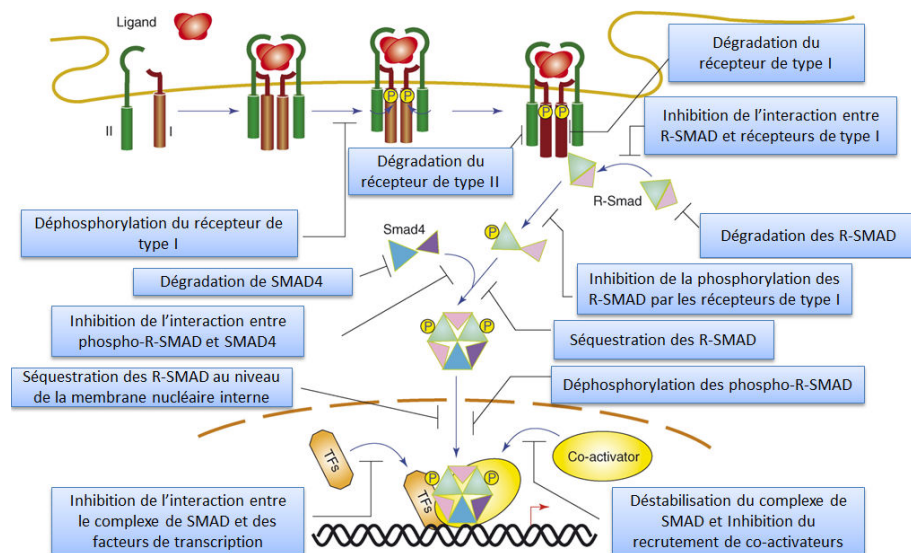 Ligand
II
I
P
P
P
P
Dégradation du
récepteur de type I
Inhibition de l'interaction entre
R-SMAD et récepteurs de type I
Dégradation du
récepteur de type II
R-Smad
Déphosphorylation du récepteur de
type I
Smad4
P
Dégradation des R-SMAD
Dégradation de SMAD4
Inhibition de la phosphorylation des
R-SMAD par les récepteurs de type I
Inhibition de l'interaction entre
phospho-R-SMAD et SMAD4
P
P
Séquestration des R-SMAD
Séquestration des R-SMAD au niveau
de la membrane nucléaire interne
Déphosphorylation des phospho-R-SMAD
TFs
Co-activator
P
P
TFs
Inhibition de l'interaction entre
le complexe de SMAD et des
facteurs de transcription
Déstabilisation du complexe de
SMAD et Inhibition du
recrutement de co-activateurs